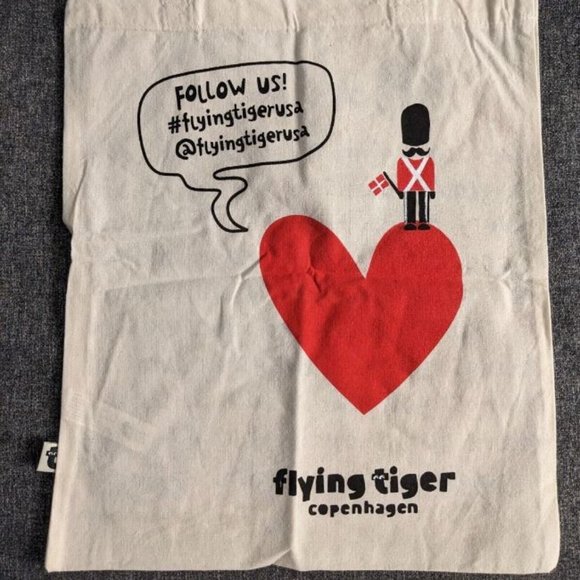 FOLLOW US!
#flyingtigerusa
@flyingtigerusa
flying tiger
copenhagen